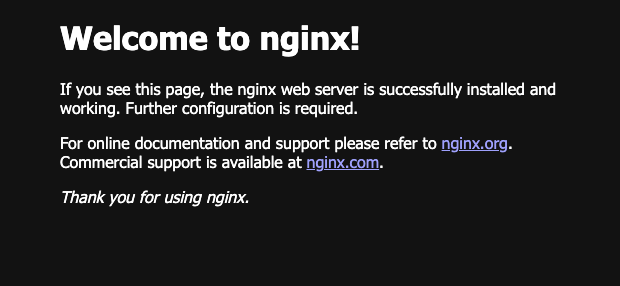 Welcome to nginx!
If you see this page, the nginx web server is successfully installed and
working. Further configuration is required.
For online documentation and support please refer to nginx.org.
Commercial support is available at nginx.com.
Thank you for using nginx.